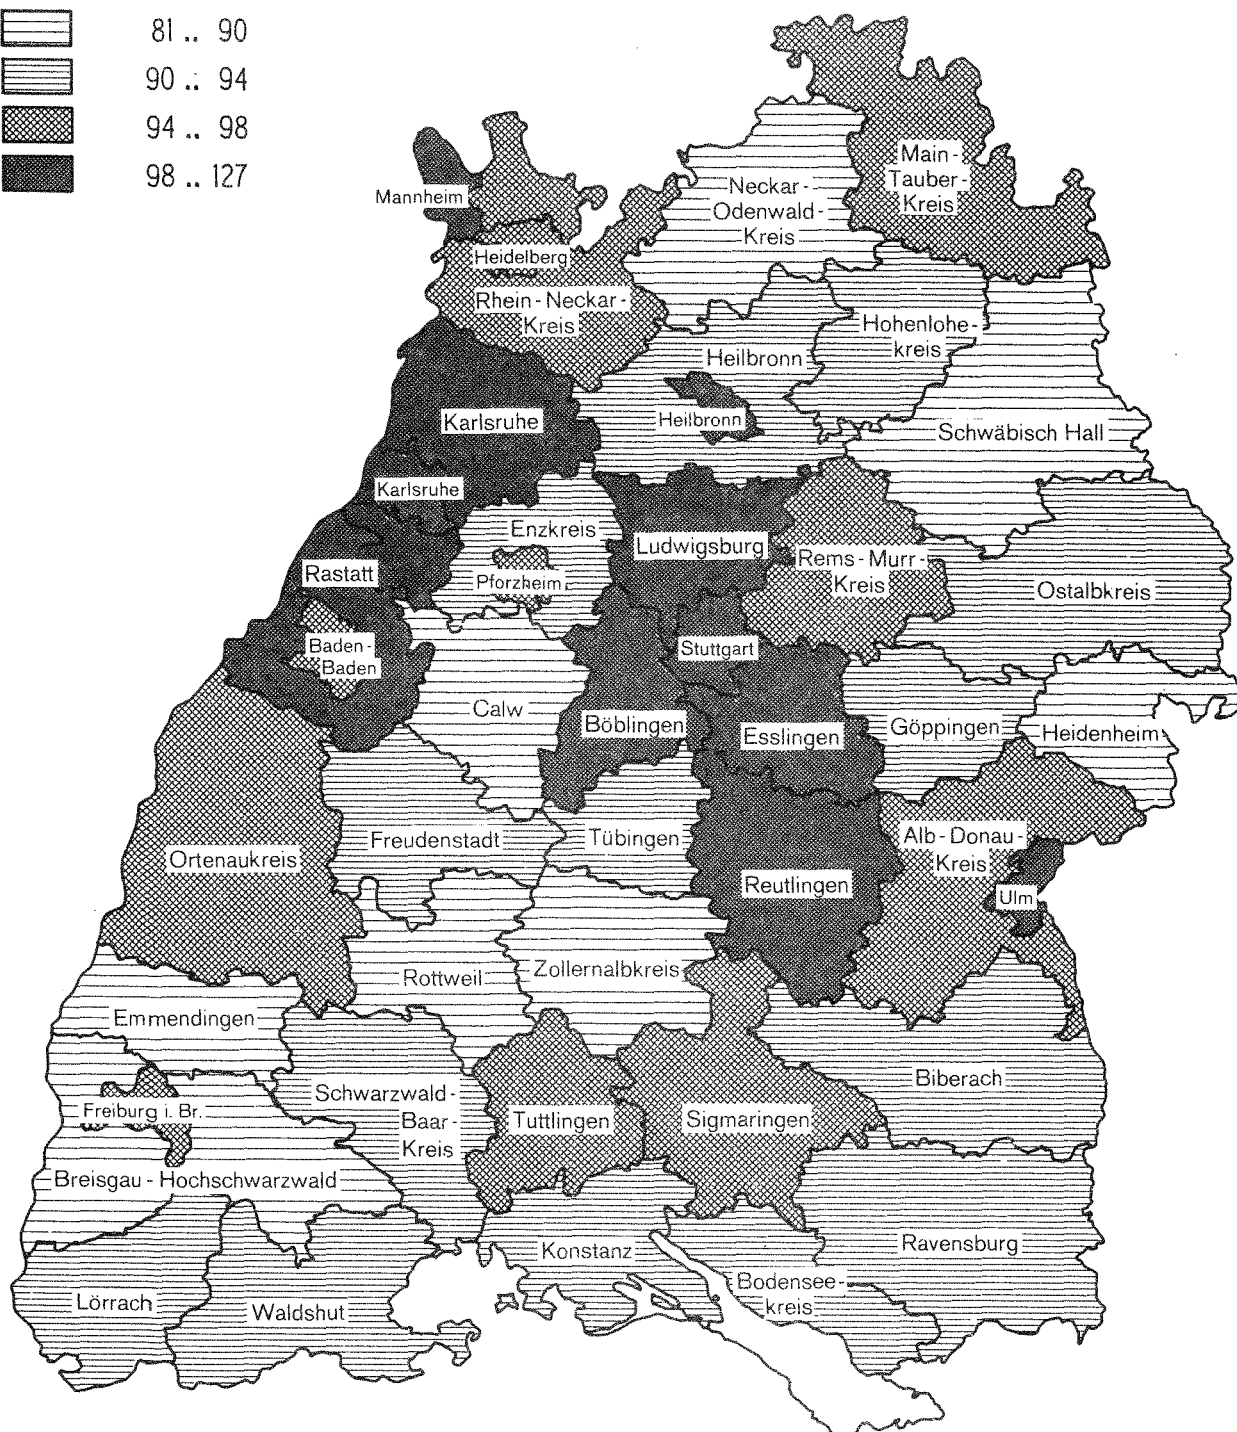 81 .. 90
90 .. 94
94 .. 98
98 .. 127
Main-
Tauber-
Kreis
Mannheim
Neckar-
Odenwald-
Kreis
Heidelberg
Rhein-Neckar-
Kreis
Hohenlohe-
kreis
Heilbronn
Karlsruhe
Heilbronn
Schwäbisch Hall
Karlsruhe
Enzkreis
Ludwigsburg
Rems-Murr-
Kreis
Rastatt
Pforzheim
Ostalbkreis
Baden-
Baden
Stuttgart
Calw
Böblingen
Esslingen
Göppingen
Heidenheim
Freudenstadt
Tübingen
Alb-Donau-
Kreis
Ortenaukreis
Reutlingen
Ulm
Rottweil
Zollernalbkreis
Emmendingen
Schwarzwald-
Baar-
Kreis
Biberach
Freiburg i. Br.
Tuttlingen
Sigmaringen
Breisgau-Hochschwarzwald
Konstanz
Ravensburg
Bodensee-
kreis
Lörrach
Waldshut